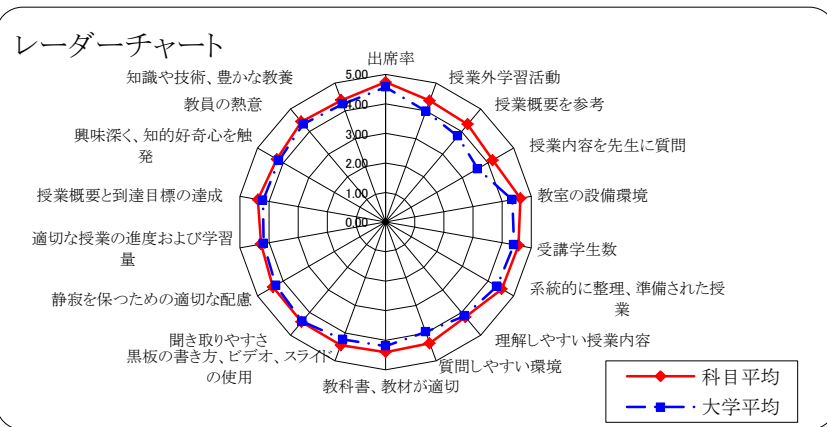 レーダーチャート
出席率
授業外学習活動
授業概要を参考
授業内容を先生に質問
教室の設備環境
受講学生数
系統的に整理、準備された授
業
理解しやすい授業内容
質問しやすい環境
教科書、教材が適切
黒板の書き方、ビデオ、スライド
の使用
聞き取りやすさ
静寂を保つための適切な配慮
適切な授業の進度および学習
量
授業概要と到達目標の達成
興味深く、知的好奇心を触
発
教員の熱意
知識や技術、豊かな教養
5.00
4.00
3.00
2.00
1.00
0.00
科目平均
大学平均